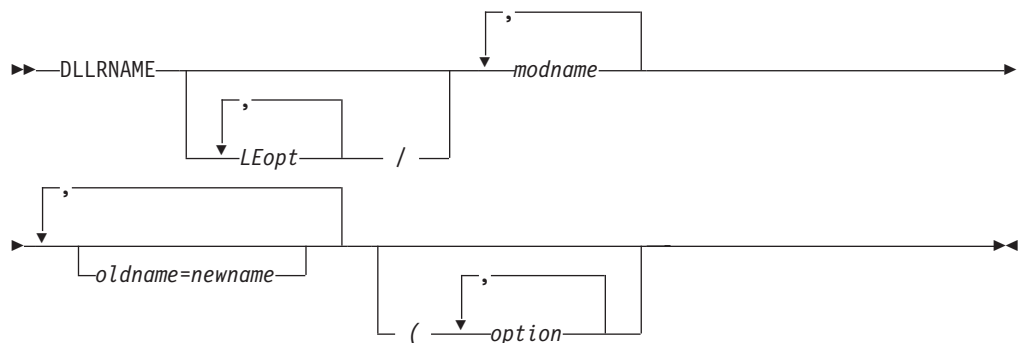 ,
DLLRNAME modname
,
LEopt /
,
oldname=newname
,
( option